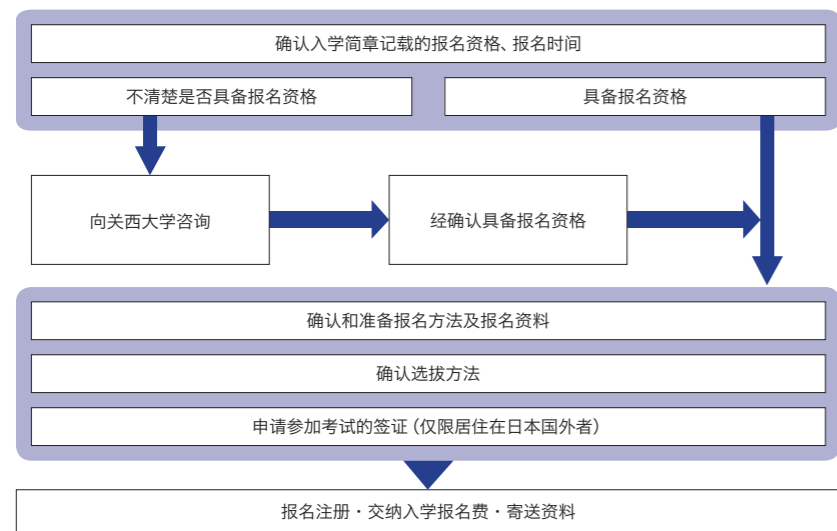 确认入学简章记载的报名资格、报名时间
不清楚是否具备报名资格
具备报名资格
向关西大学咨询
经确认具备报名资格
确认和准备报名方法及报名资料
确认选拔方法
申请参加考试的签证（仅限居住在日本国外者）
报名注册・交纳入学报名费・寄送资料